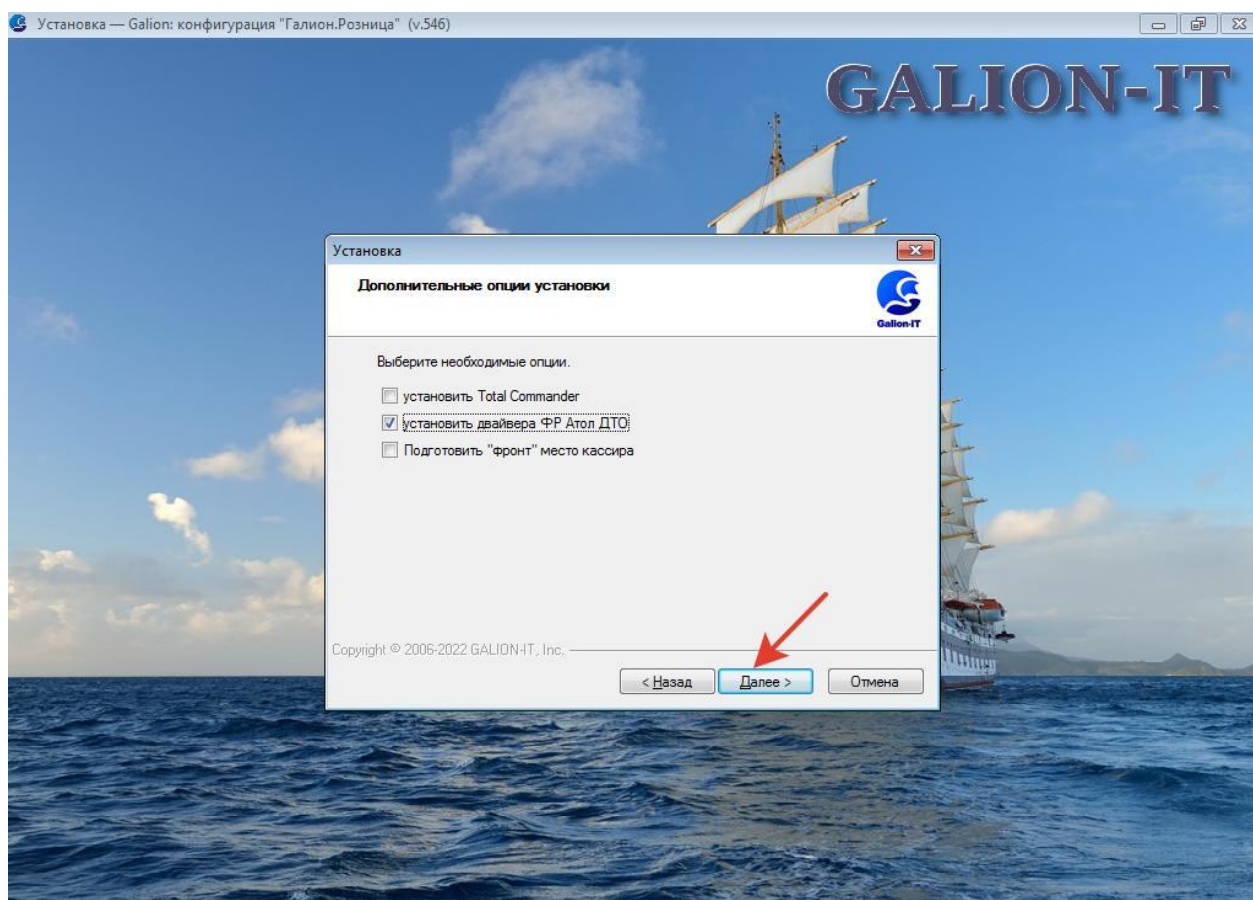 Установка — Galion: конфигурация "Галион.Розница" (v.546)
GALION-IT
Установка
Дополнительные опции установки
Galion-IT
Выберите необходимые опции.
установить Total Commander
установить двайвера ФР Атол ДТО
Подготовить "фронт" место кассира
Copyright © 2006-2022 GALION-IT, Inc.
< Назад Далее > Отмена